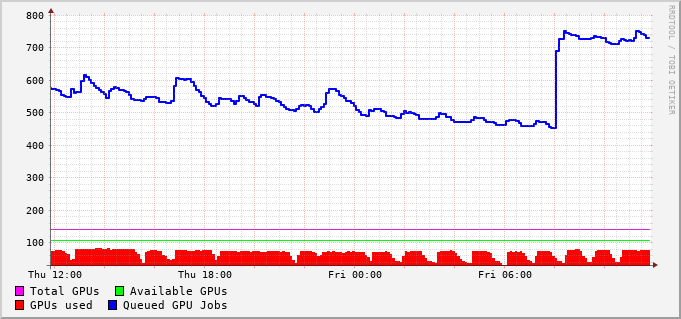 800
700
600
500
400
300
200
100
Thu 12:00 Thu 18:00 Fri 00:00 Fri 06:00
Total GPUs Available GPUs
GPUs used Queued GPU Jobs
RRDTOOL / TOBI OETIKER